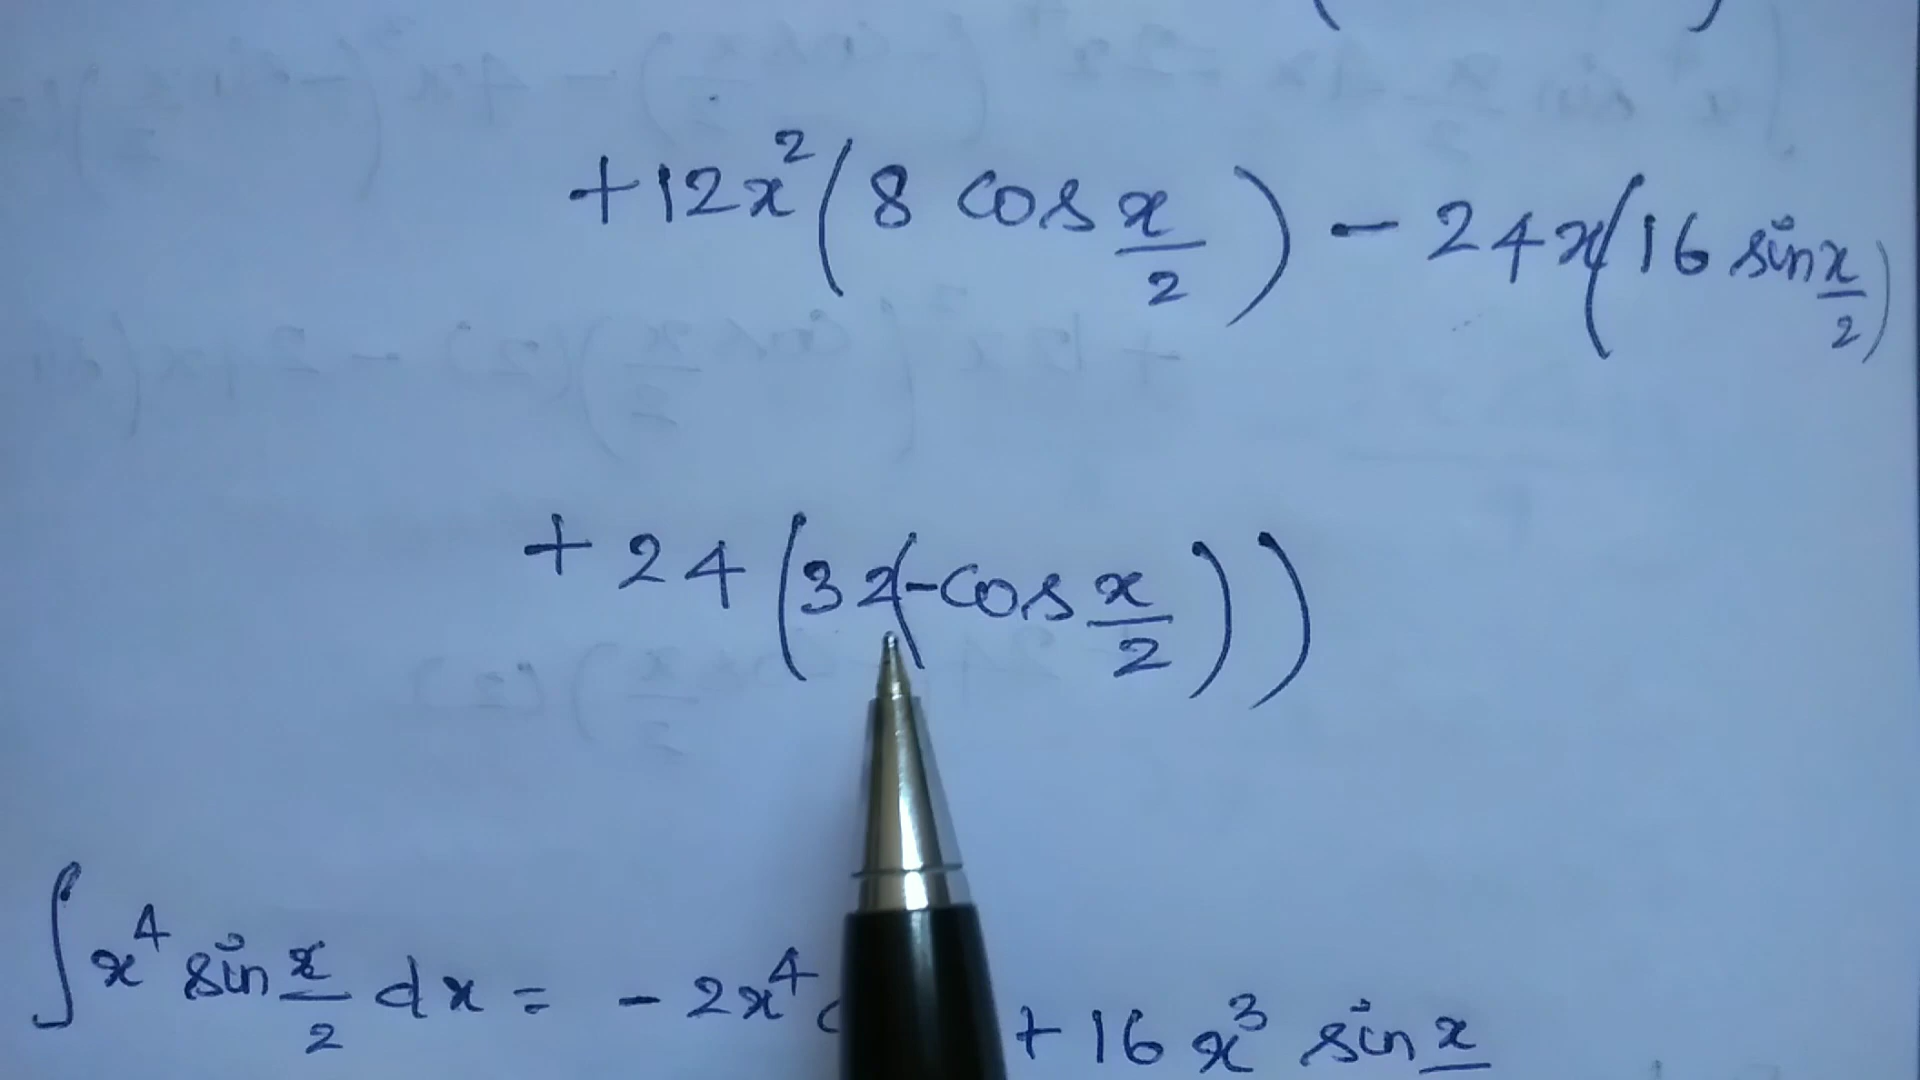 +12x²(8 cos x/2) - 24x(16 sin x/2)
+ 24(32(-cos x/2))
∫x⁴ sin x/2 dx = - 2x⁴ + 16x³ sin x